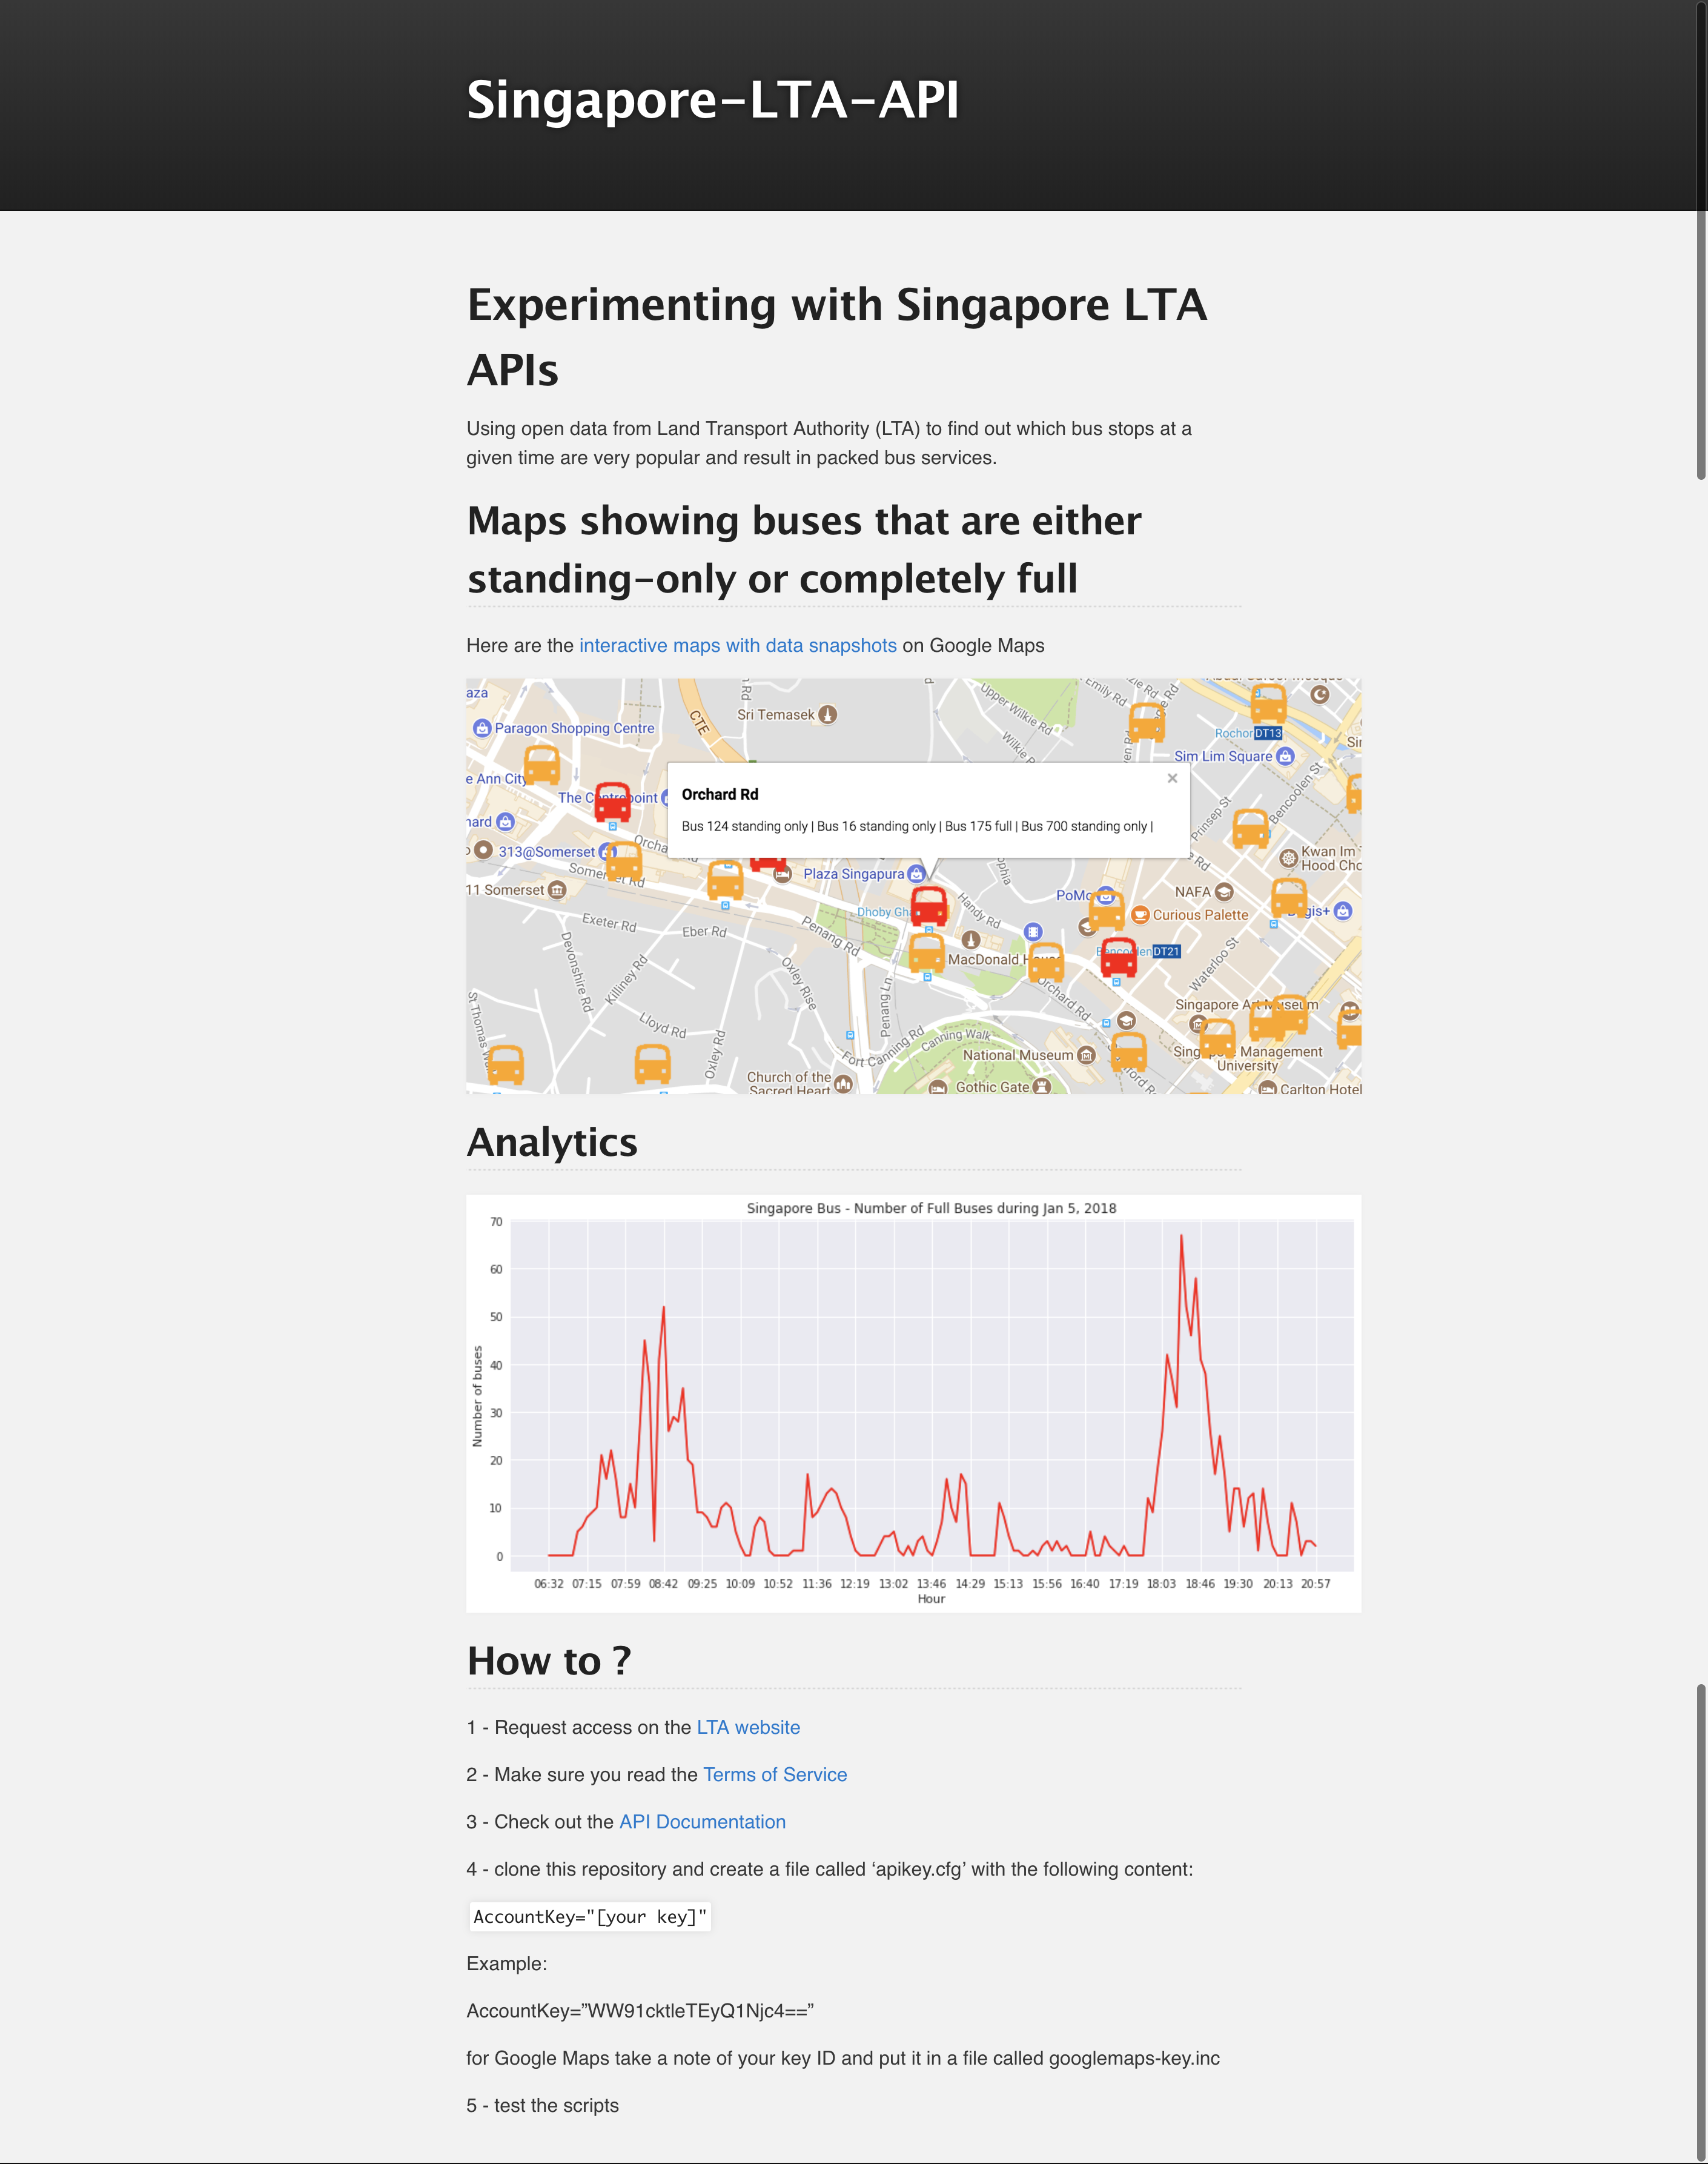 Singapore-LTA-API
Experimenting with Singapore LTA
APIs
Using open data from Land Transport Authority (LTA) to find out which bus stops at a
given time are very popular and result in packed bus services.
Maps showing buses that are either
standing-only or completely full
Here are the interactive maps with data snapshots on Google Maps
aza
Paragon Shopping Centre
CTE
Sri Temasek
Upper Wilkie Rd
Emily Rd
Wilkie R
Rochor DT13
Sim Lim Square
e Ann City
The Centrepoint
Orchard Rd
Bus 124 standing only | Bus 16 standing only | Bus 175 full | Bus 700 standing only |
Prinsep St
Bencoolen St
Kwan Im T
Hood Cho
313@Somerset
Somerset Rd
11 Somerset
Plaza Singapura
Handy Rd
NAFA
Curious Palette
Exeter Rd
Eber Rd
Penang Rd
MacDonald House
DT21
Devonshire Rd
Killiney Rd
Oxley Rise
Penang Ln
Orchard Rd
Waterloo St
Lloyd Rd
Oxley Rd
Singapore Art Museum
Fort Canning Rd
Canning Walk
National Museum
Management
University
Church of the
Sacred Heart
Gothic Gate
Carlton Hotel
Analytics
Singapore Bus - Number of Full Buses during Jan 5, 2018
70
60
50
40
30
20
10
0
Number of buses
06:32 07:15 07:59 08:42 09:25 10:09 10:52 11:36 12:19 13:02 13:46 14:29 15:13 15:56 16:40 17:19 18:03 18:46 19:30 20:13 20:57
Hour
How to ?
1 - Request access on the LTA website
2 - Make sure you read the Terms of Service
3 - Check out the API Documentation
4 - clone this repository and create a file called ‘apikey.cfg’ with the following content:
AccountKey="[your key]"
Example:
AccountKey=”WW91cktleTEyQ1Njc4==”
for Google Maps take a note of your key ID and put it in a file called googlemaps-key.inc
5 - test the scripts